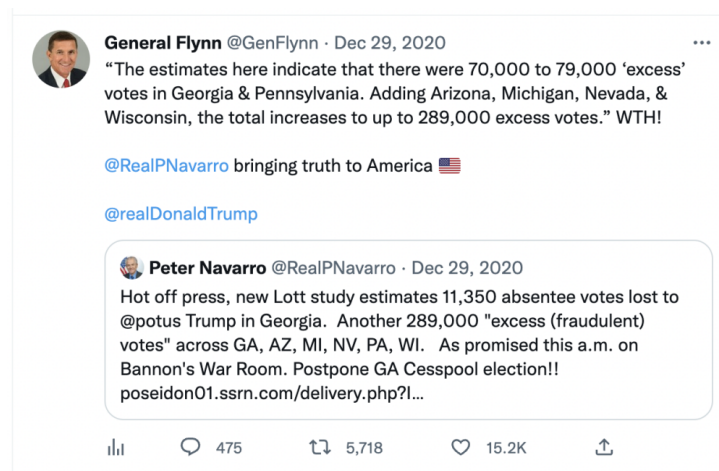 General Flynn @GenFlynn · Dec 29, 2020
“The estimates here indicate that there were 70,000 to 79,000 ‘excess’
votes in Georgia & Pennsylvania. Adding Arizona, Michigan, Nevada, &
Wisconsin, the total increases to up to 289,000 excess votes.” WTH!
@RealPNavarro bringing truth to America 🇺🇸
@realDonaldTrump
Peter Navarro @RealPNavarro · Dec 29, 2020
Hot off press, new Lott study estimates 11,350 absentee votes lost to
@potus Trump in Georgia.  Another 289,000 "excess (fraudulent)
votes" across GA, AZ, MI, NV, PA, WI.   As promised this a.m. on
Bannon's War Room. Postpone GA Cesspool election!!
poseidon01.ssrn.com/delivery.php?I...
475 5,718 15.2K